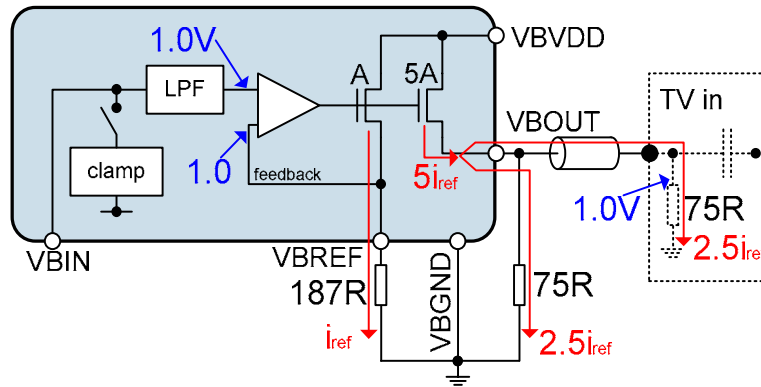 1.0V
A
5A
VBVDD
LPF
TV in
VBOUT
clamp
1.0
feedback
5iref
1.0V
75R
2.5ire
VBIN
VBREF
VBGND
187R
75R
iref
2.5iref